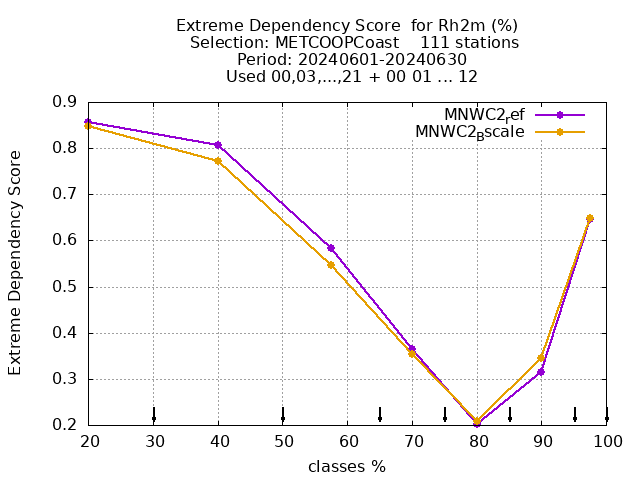 Extreme Dependency Score  for Rh2m (%)
Selection: METCOOPCoast    111 stations
Period: 20240601-20240630
Used 00,03,...,21 + 00 01 ... 12
MNWC2ref
MNWC2Bscale
Extreme Dependency Score
0.9
0.8
0.7
0.6
0.5
0.4
0.3
0.2
20 30 40 50 60 70 80 90 100
classes %